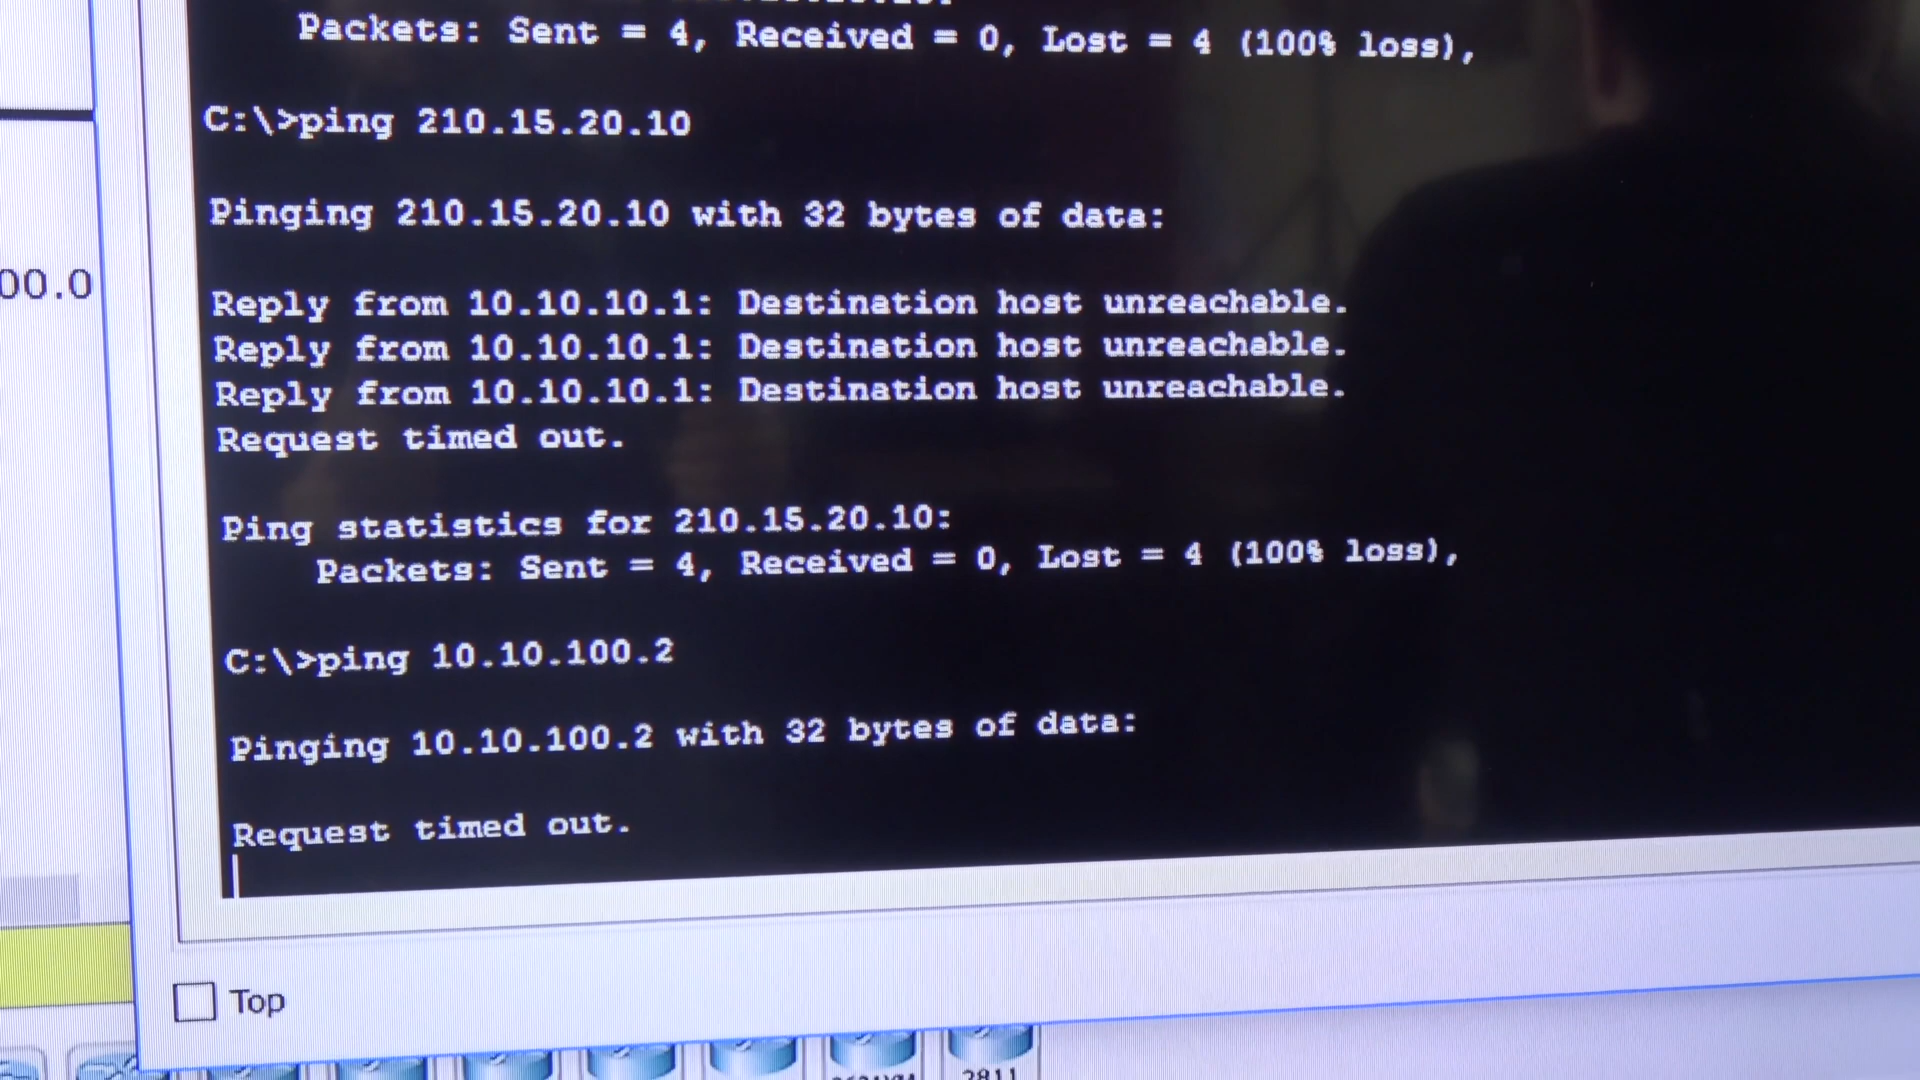 Packets: Sent = 4, Received = 0, Lost = 4 (100% loss),
C:\>ping 210.15.20.10
Pinging 210.15.20.10 with 32 bytes of data:
00.0
Reply from 10.10.10.1: Destination host unreachable.
Reply from 10.10.10.1: Destination host unreachable.
Reply from 10.10.10.1: Destination host unreachable.
Request timed out.
Ping statistics for 210.15.20.10:
Packets: Sent = 4, Received = 0, Lost = 4 (100% loss),
C:\>ping 10.10.100.2
Pinging 10.10.100.2 with 32 bytes of data:
Request timed out.
Top
2811